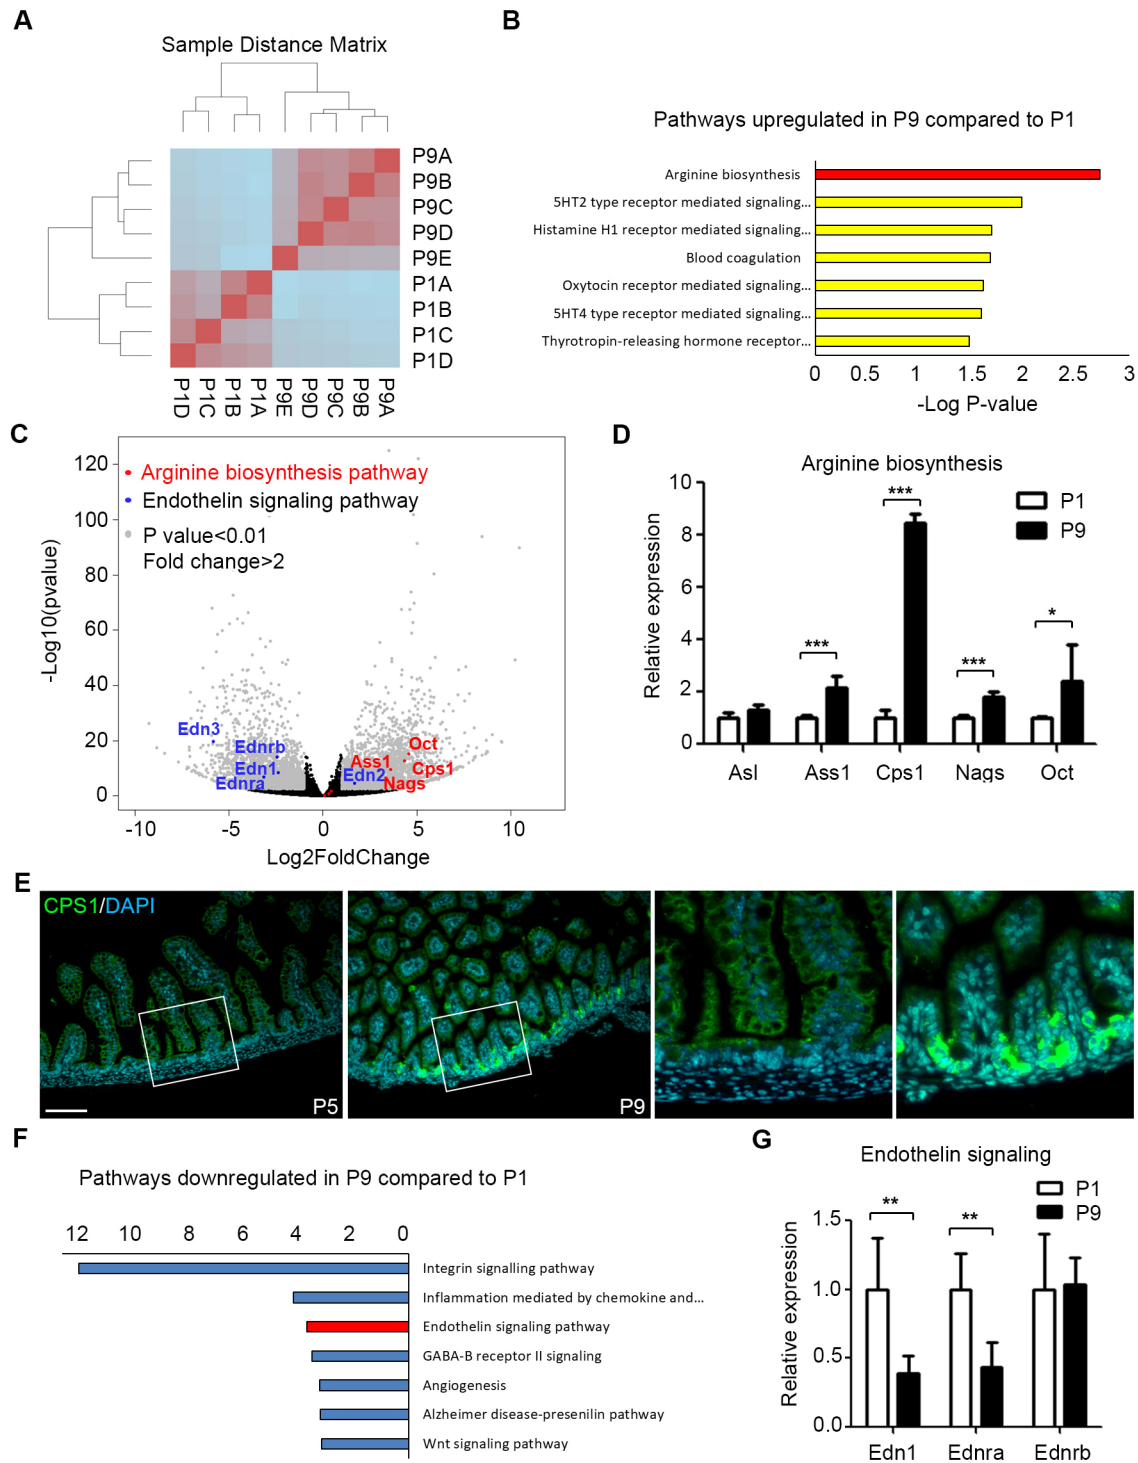 A
Sample Distance Matrix
P9A
P9B
P9C
P9D
P9E
P1A
P1B
P1C
P1D
P1D
P1C
P1B
P1A
P9E
P9D
P9C
P9B
P9A
B
Pathways upregulated in P9 compared to P1
Arginine biosynthesis
5HT2 type receptor mediated signaling...
Histamine H1 receptor mediated signaling...
Blood coagulation
Oxytocin receptor mediated signaling...
5HT4 type receptor mediated signaling...
Thyrotropin-releasing hormone receptor...
0 0.5 1 1.5 2 2.5 3
-Log P-value
C
-Log10(pvalue)
120
100
80
60
40
20
0
Arginine biosynthesis pathway
Endothelin signaling pathway
P value<0.01
Fold change>2
Edn3
Ednrb
Edn1
Ednra
Oct
Ass1
Cps1
Edn2
Nags
-10 -5 0 5 10
Log2FoldChange
D
Arginine biosynthesis
Relative expression
10
8
6
4
2
0
P1
P9
***
***
***
*
Asl Ass1 Cps1 Nags Oct
E
CPS1/DAPI
P5
P9
F
Pathways downregulated in P9 compared to P1
12 10 8 6 4 2 0
Integrin signalling pathway
Inflammation mediated by chemokine and...
Endothelin signaling pathway
GABA-B receptor II signaling
Angiogenesis
Alzheimer disease-presenilin pathway
Wnt signaling pathway
G
Endothelin signaling
P1
P9
Relative expression
1.5
1.0
0.5
0.0
**
**
Edn1 Ednra Ednrb